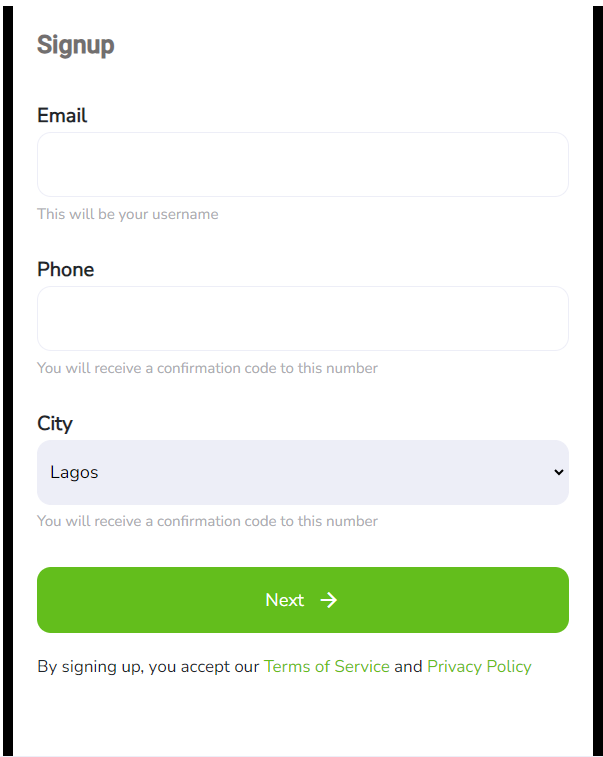 Signup
Email
This will be your username
Phone
You will receive a confirmation code to this number
City
Lagos
You will receive a confirmation code to this number
Next →
By signing up, you accept our Terms of Service and Privacy Policy